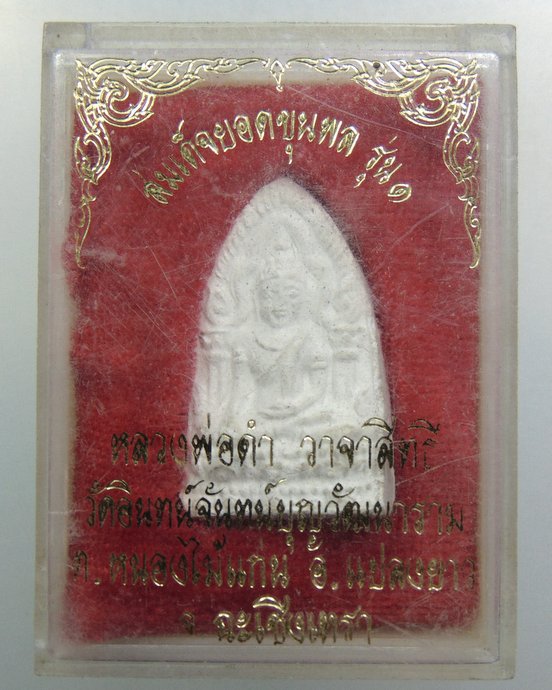 สมเด็จยอดขุนพล รุ่น๑
หลวงพ่อดำ วาจาสิทธิ์
วัดอินทน์จันทน์บุญวัฒนาราม
ต.หนองไม้แก่น อ.แปลงยาว
จ ฉะเชิงเทรา